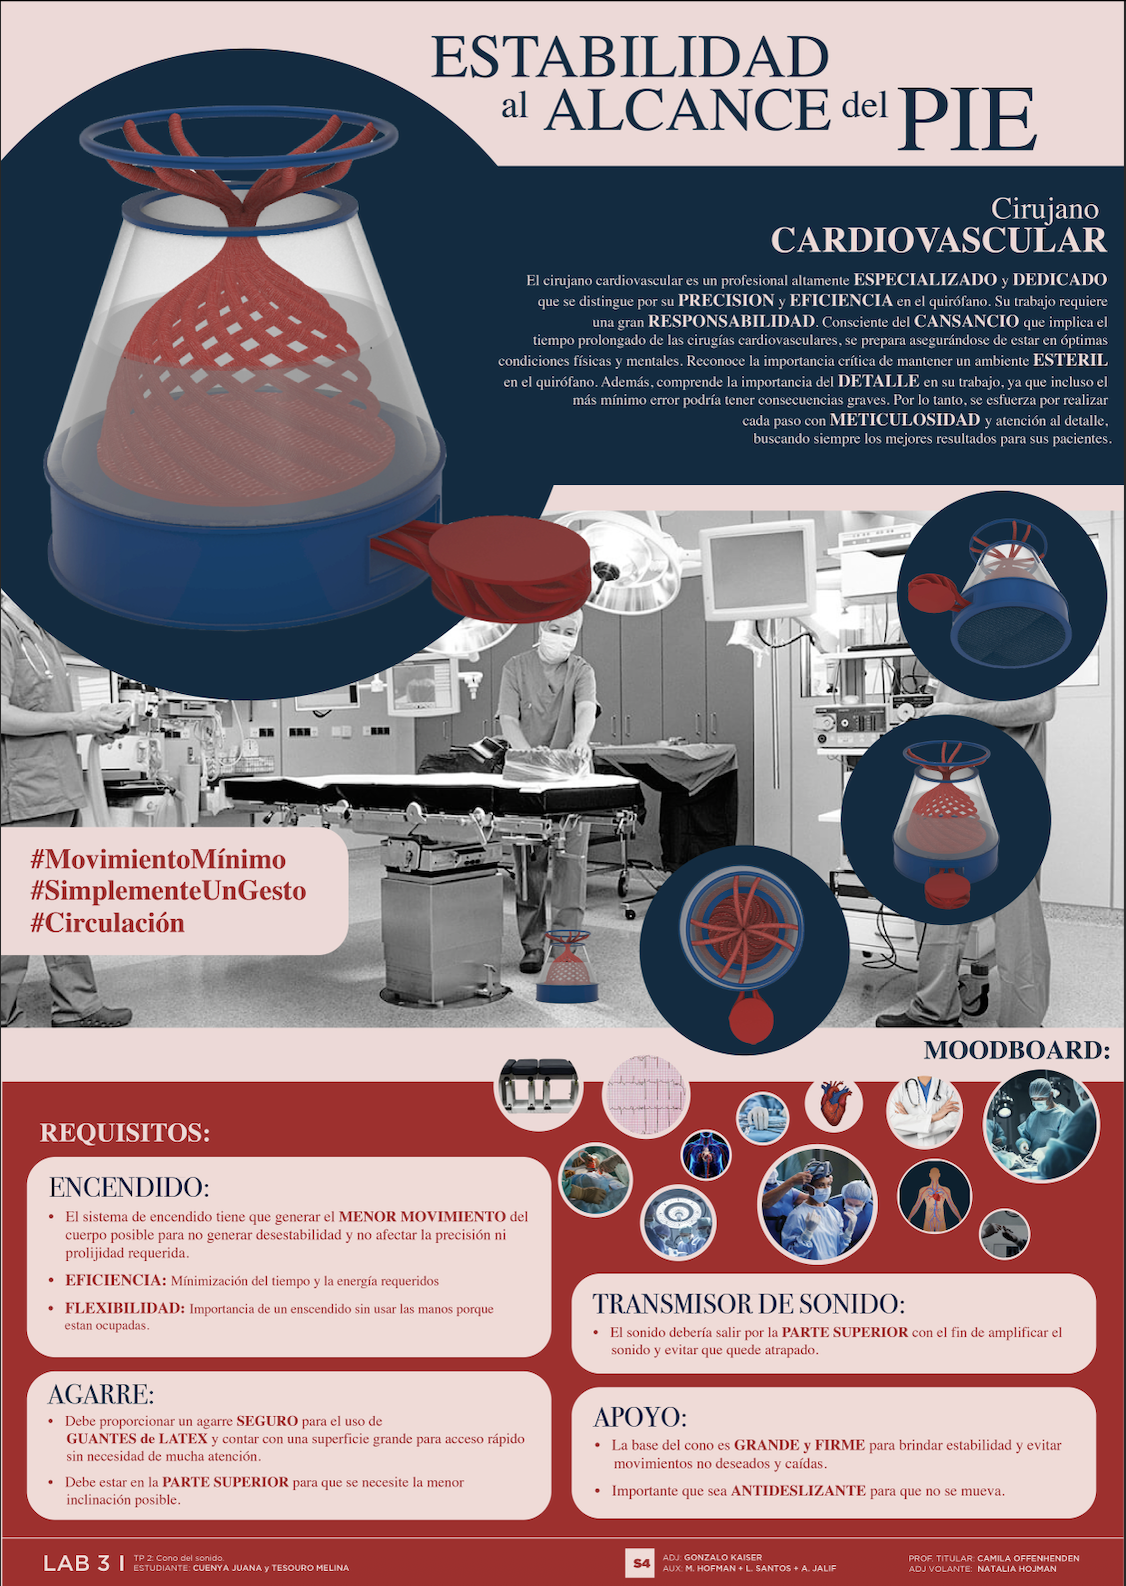 ESTABILIDAD
al ALCANCE del PIE
Cirujano
CARDIOVASCULAR
El cirujano cardiovascular es un profesional altamente ESPECIALIZADO y DEDICADO
que se distingue por su PRECISION y EFICIENCIA en el quirófano. Su trabajo requiere
una gran RESPONSABILIDAD. Consciente del CANSANCIO que implica el
tiempo prolongado de las cirugías cardiovasculares, se prepara asegurándose de estar en óptimas
condiciones físicas y mentales. Reconoce la importancia crítica de mantener un ambiente ESTERIL
en el quirófano. Además, comprende la importancia del DETALLE en su trabajo, ya que incluso el
más mínimo error podría tener consecuencias graves. Por lo tanto, se esfuerza por realizar
cada paso con METICULOSIDAD y atención al detalle,
buscando siempre los mejores resultados para sus pacientes.
#MovimientoMínimo
#SimplementeUnGesto
#Circulación
MOODBOARD:
REQUISITOS:
ENCENDIDO:
• El sistema de encendido tiene que generar el MENOR MOVIMIENTO del
cuerpo posible para no generar desestabilidad y no afectar la precisión ni
prolijidad requerida.
• EFICIENCIA: Mínimización del tiempo y la energía requeridos
• FLEXIBILIDAD: Importancia de un enscendido sin usar las manos porque
estan ocupadas.
AGARRE:
• Debe proporcionar un agarre SEGURO para el uso de
GUANTES de LATEX y contar con una superficie grande para acceso rápido
sin necesidad de mucha atención.
• Debe estar en la PARTE SUPERIOR para que se necesite la menor
inclinación posible.
TRANSMISOR DE SONIDO:
• El sonido debería salir por la PARTE SUPERIOR con el fin de amplificar el
sonido y evitar que quede atrapado.
APOYO:
• La base del cono es GRANDE y FIRME para brindar estabilidad y evitar
movimientos no deseados y caídas.
• Importante que sea ANTIDESLIZANTE para que no se mueva.
LAB 3 |
TP 2: Cono del sonido.
ESTUDIANTE: CUENYA JUANA y TESOURO MELINA
S4
ADJ: GONZALO KAISER
AUX: M. HOFMAN + L. SANTOS + A. JALIF
PROF. TITULAR: CAMILA OFFENHENDEN
ADJ VOLANTE: NATALIA HOJMAN